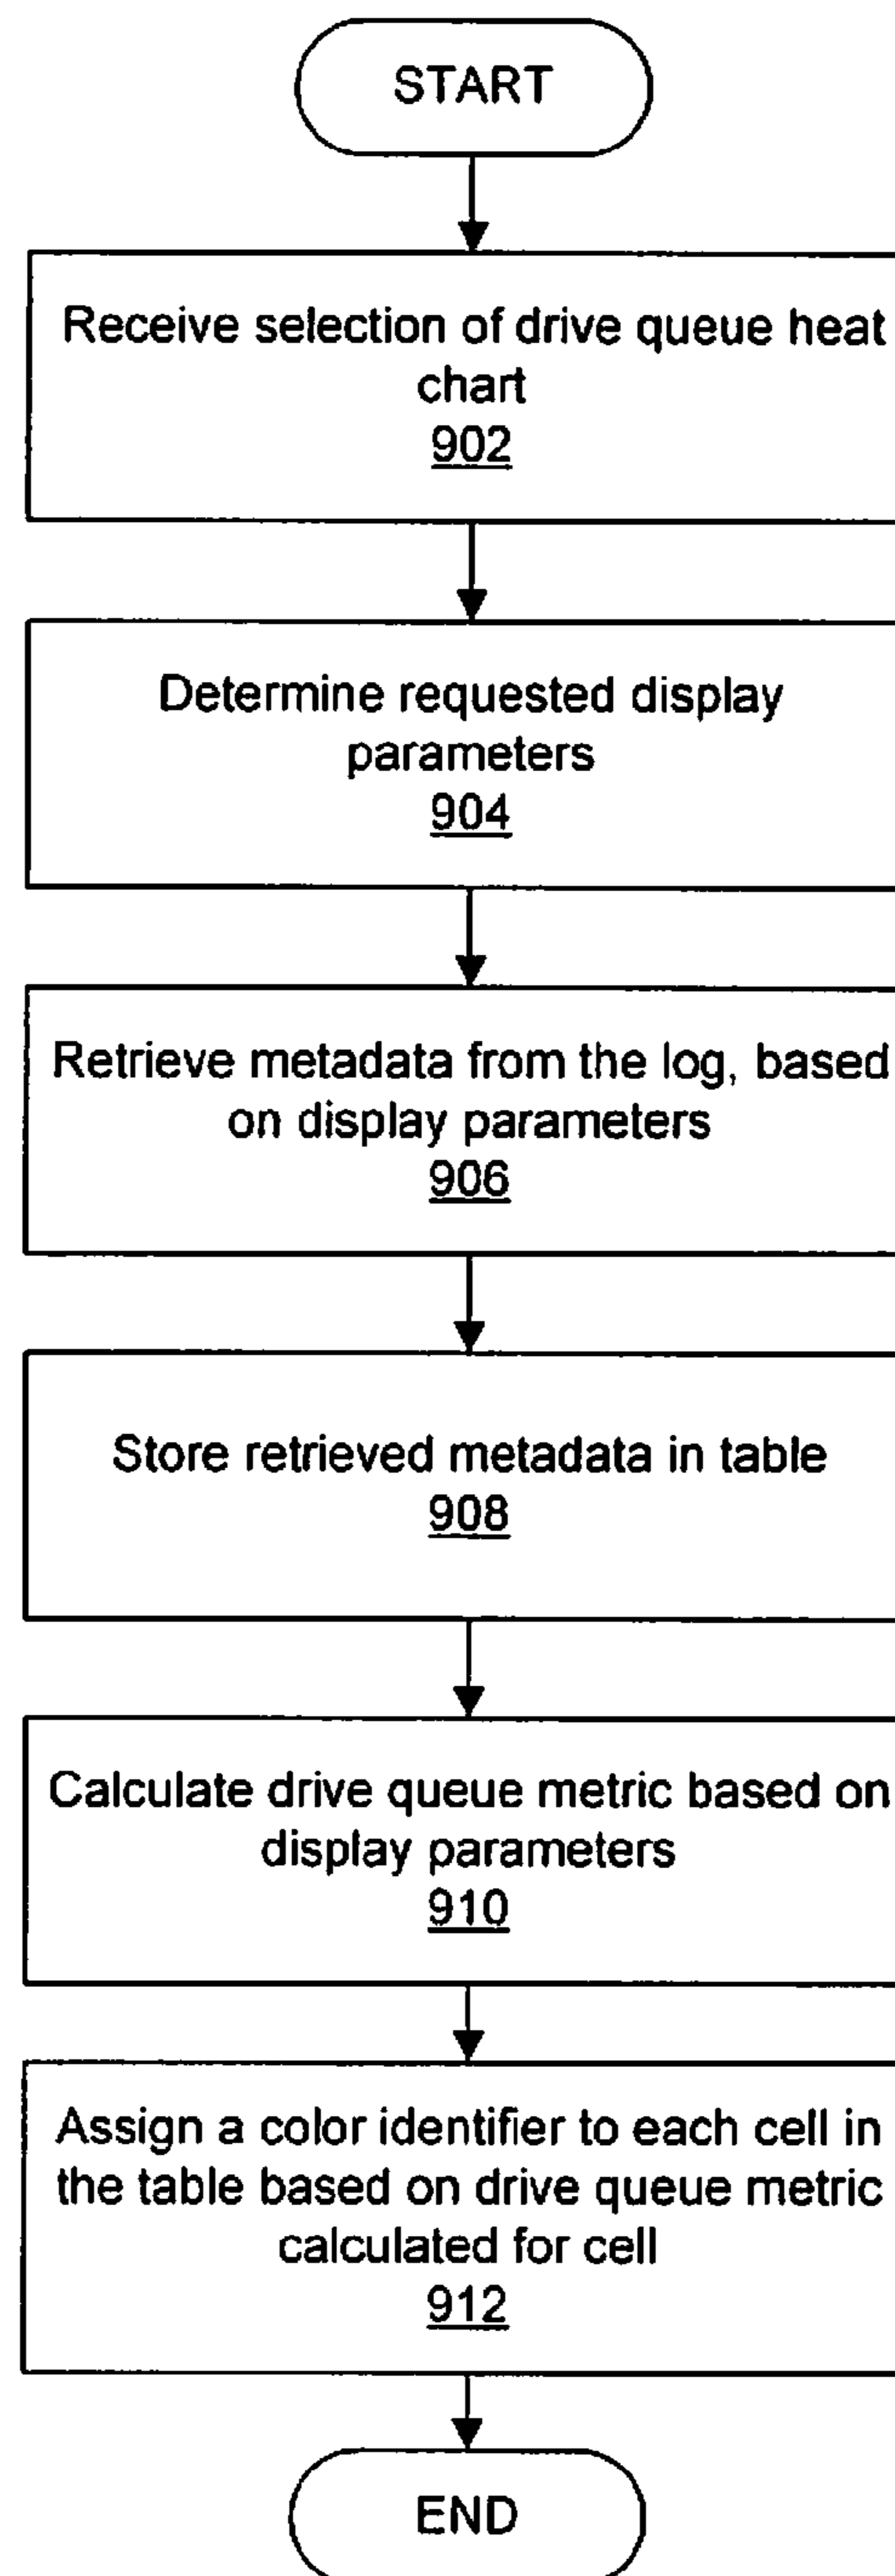 START
Receive selection of drive queue heat
chart
902
Determine requested display
parameters
904
Retrieve metadata from the log, based
on display parameters
906
Store retrieved metadata in table
908
Calculate drive queue metric based on
display parameters
910
Assign a color identifier to each cell in
the table based on drive queue metric
calculated for cell
912
END